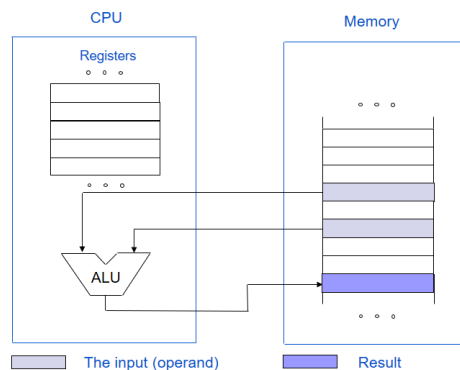 CPU
Memory
Registers
ALU
The input (operand)
Result